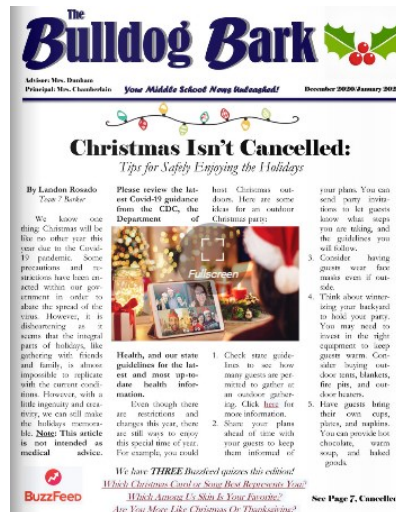 The
Bulldog Bark
Advisor: Mrs. Dunham
Principal: Mrs. Chamberlain
Your Middle School News Unleashed!
December 2020/January 202
Christmas Isn't Cancelled:
Tips for Safely Enjoying the Holidays
By Landon Rosado
Team 7 Barker
We know one
thing: Christmas will be
like no other year this
year due to the Covid-
19 pandemic. Some
precautions and re-
strictions have been en-
acted within our gov-
ernment in order to
abate the spread of the
virus. However, it is
disheartening as it
seems that the integral
parts of holidays, like
gathering with friends
and family, is almost
impossible to replicate
with the current condi-
tions. However, with a
little ingenuity and crea-
tivity, we can still make
the holidays memora-
ble. Note: This article
is not intended as
medical advice.
Please review the lat-
est Covid-19 guidance
from the CDC, the
Department of
Fullscreen
Health, and our state
guidelines for the lat-
est and most up-to-
date health infor-
mation.
Even though there
are restrictions and
changes this year, there
are still ways to enjoy
this special time of year.
For example, you could
host Christmas out-
doors. Here are some
ideas for an outdoor
Christmas party:
1. Check state guide-
lines to see how
many guests are per-
mitted to gather at
an outdoor gather-
ing. Click here for
more information.
2. Share your plans
ahead of time with
your guests to keep
them informed of
your plans. You can
send party invita-
tions to let guests
know what steps
you are taking, and
the guidelines you
will follow.
3. Consider having
guests wear face
masks even if out-
side.
4. Think about winter-
izing your backyard
to hold your party.
You may need to
invest in the right
equipment to keep
guests warm. Con-
sider buying out-
door tents, blankets,
fire pits, and out-
door heaters.
5. Have guests bring
their own cups,
plates, and napkins.
You can provide hot
chocolate, warm
soup, and baked
goods.
BuzzFeed
We have THREE Buzzfeed quizzes this edition!
Which Christmas Carol or Song Best Represents You?
Which Among Us Skin Is Your Favorite?
Are You More Like Christmas Or Thanksgiving?
See Page 7, Cancelle